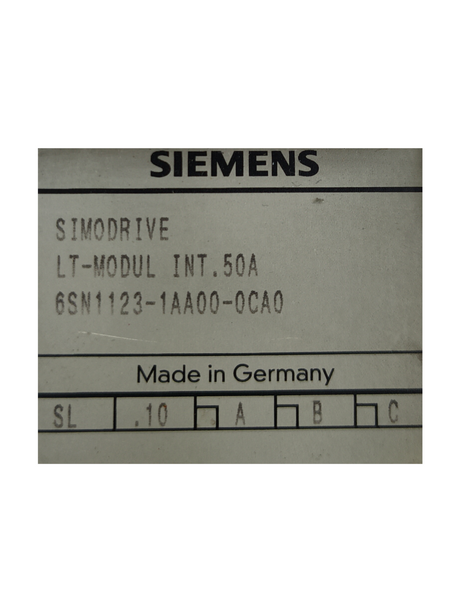 SIEMENS
SIMODRIVE
LT-MODUL INT.50A
6SN1123-1AA00-0CA0
Made in Germany
SL .10 A B C